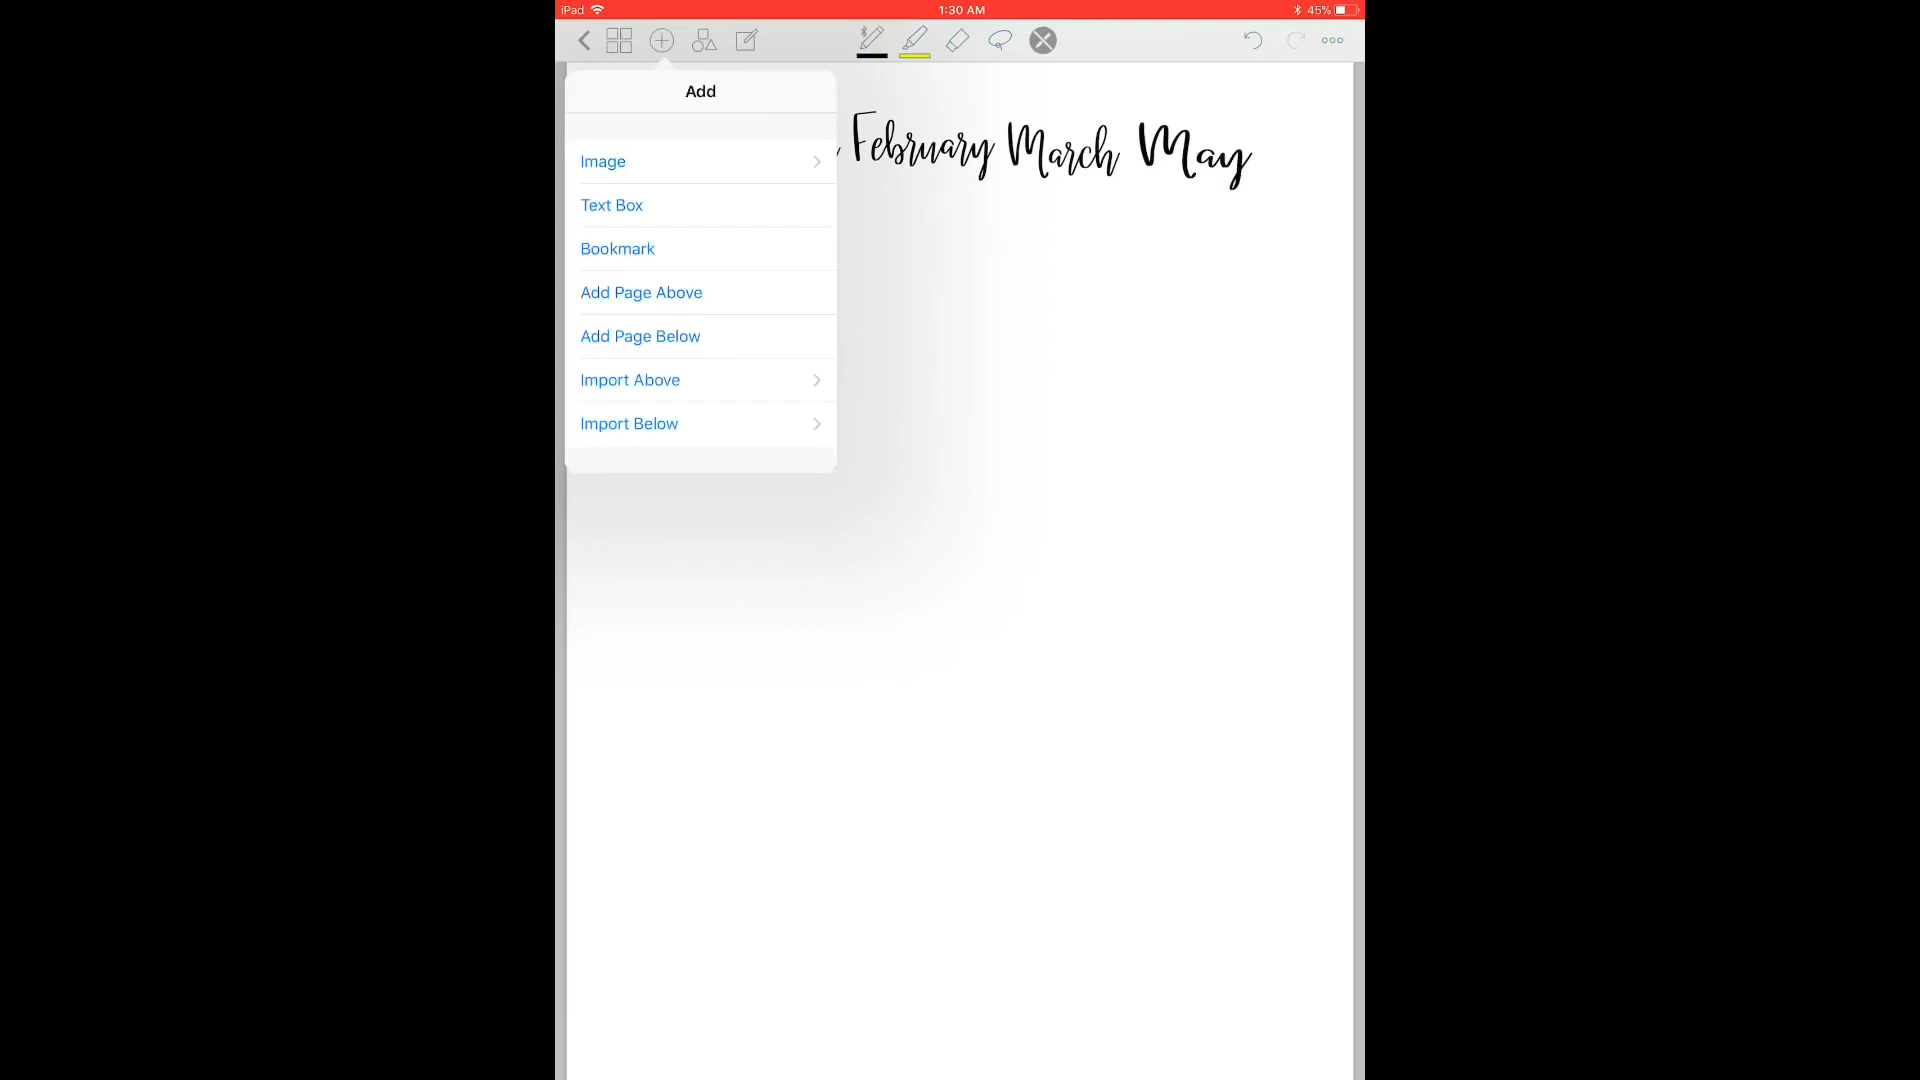 iPad 1:30 AM 45%
Add
February March May
Image
Text Box
Bookmark
Add Page Above
Add Page Below
Import Above
Import Below